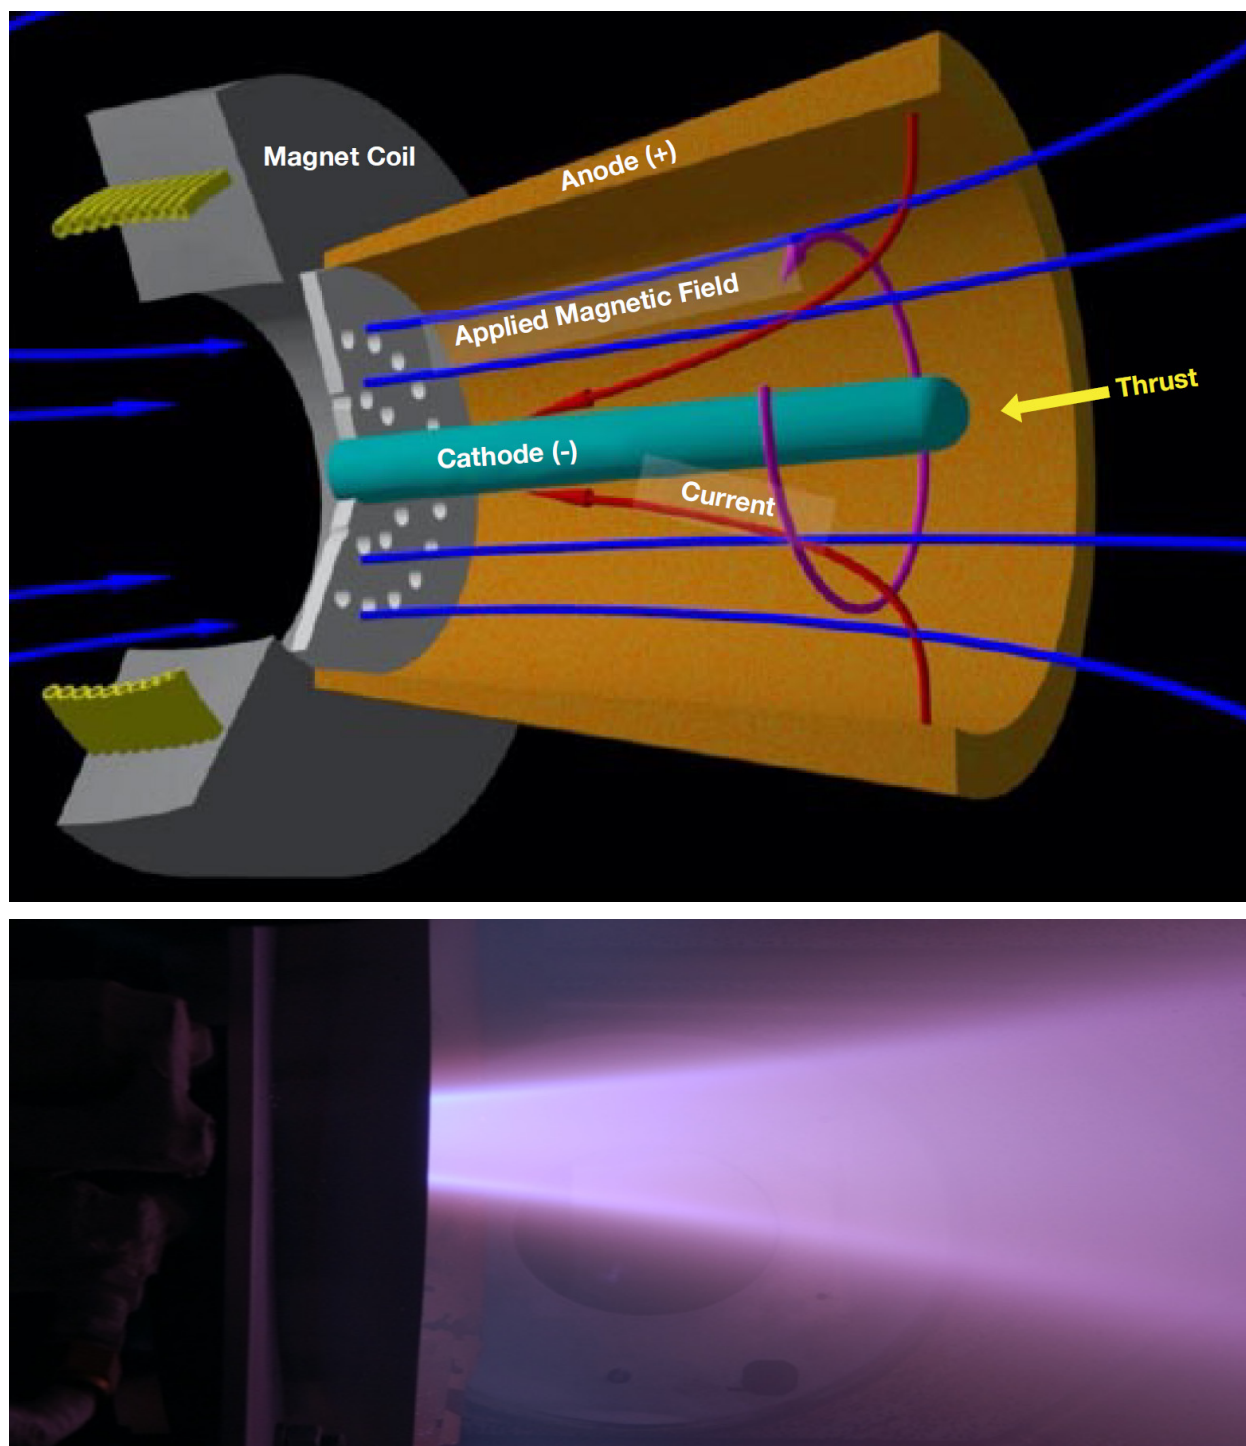 Magnet Coil
Anode (+)
Applied Magnetic Field
Thrust
Cathode (-)
Current